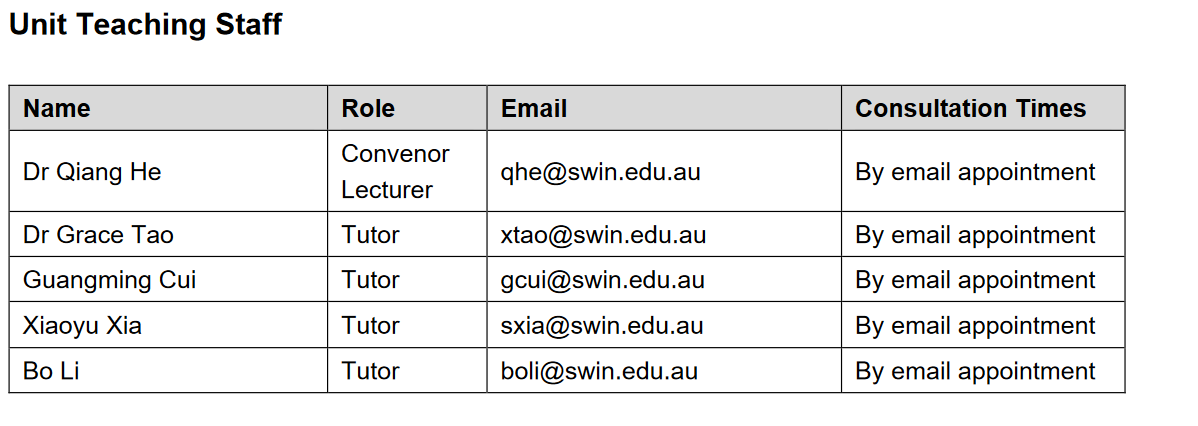 Unit Teaching Staff
Name Role Email Consultation Times
Dr Qiang He Convenor Lecturer qhe@swin.edu.au By email appointment
Dr Grace Tao Tutor xtao@swin.edu.au By email appointment
Guangming Cui Tutor gcui@swin.edu.au By email appointment
Xiaoyu Xia Tutor sxia@swin.edu.au By email appointment
Bo Li Tutor boli@swin.edu.au By email appointment